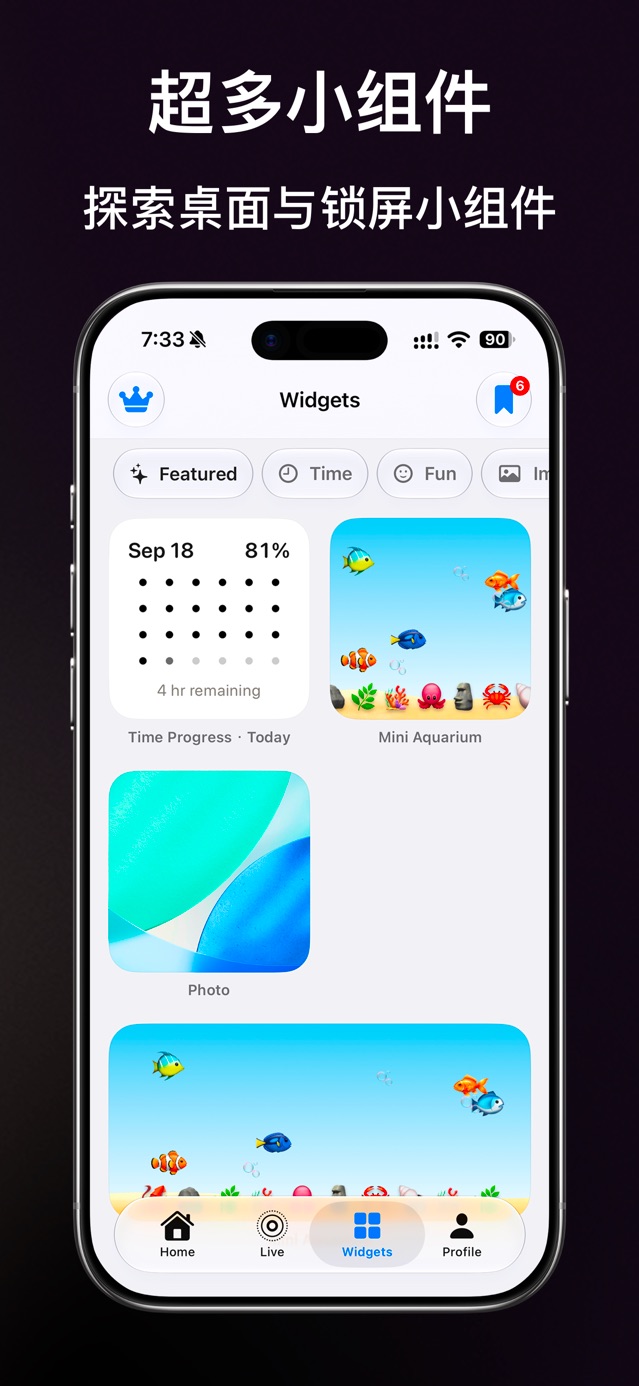 超多小组件
探索桌面与锁屏小组件
7:33 90
Widgets 6
Featured Time Fun Im
Sep 18 81%
4 hr remaining
Time Progress · Today Mini Aquarium
Photo
Home Live Widgets Profile